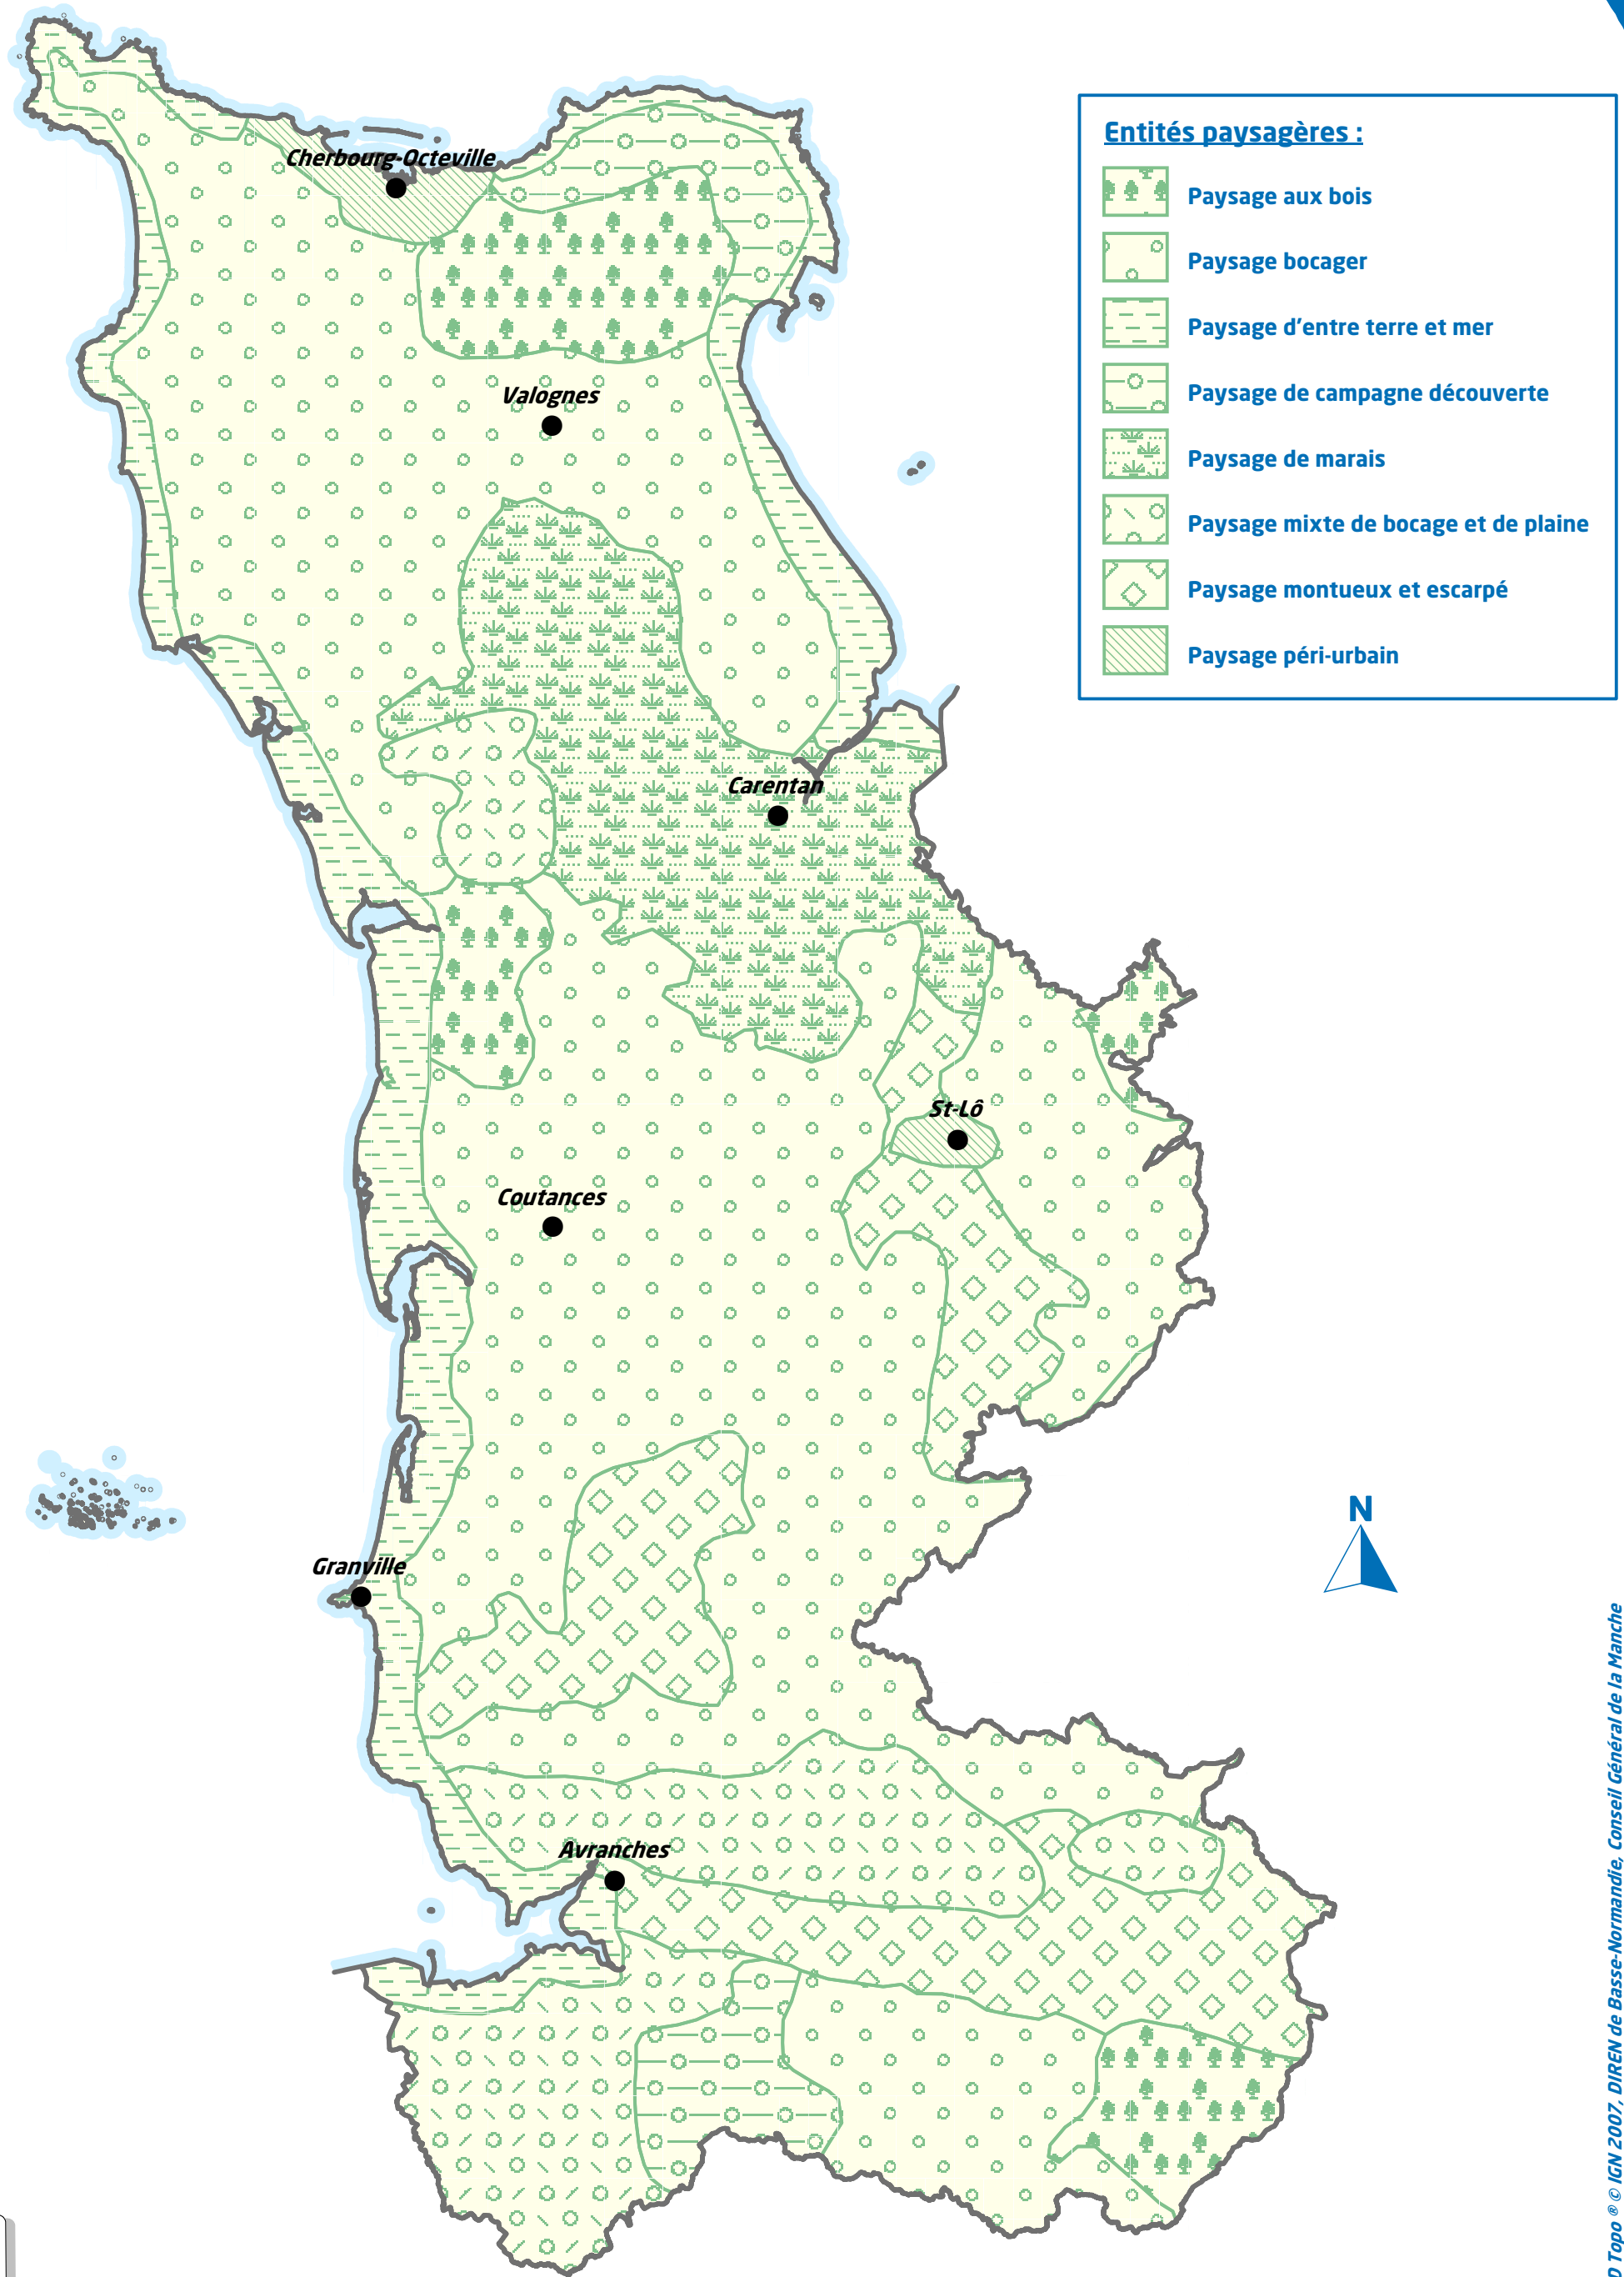 Entités paysagères :
Paysage aux bois
Paysage bocager
Paysage d'entre terre et mer
Paysage de campagne découverte
Paysage de marais
Paysage mixte de bocage et de plaine
Paysage montueux et escarpé
Paysage péri-urbain
Cherbourg-Octeville
Valognes
Carentan
St-Lô
Coutances
Granville
Avranches
N
D Topo ® © IGN 2007, DIREN de Basse-Normandie, Conseil Général de la Manche